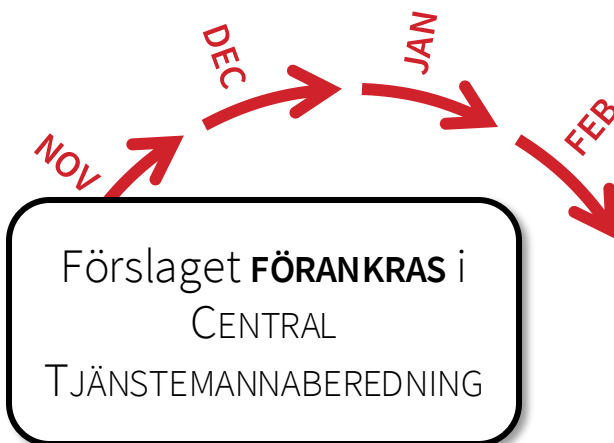 NOV
DEC
JAN
FEB
Förslaget FÖRANKRAS i
CENTRAL
TJÄNSTEMANNABEREDNING